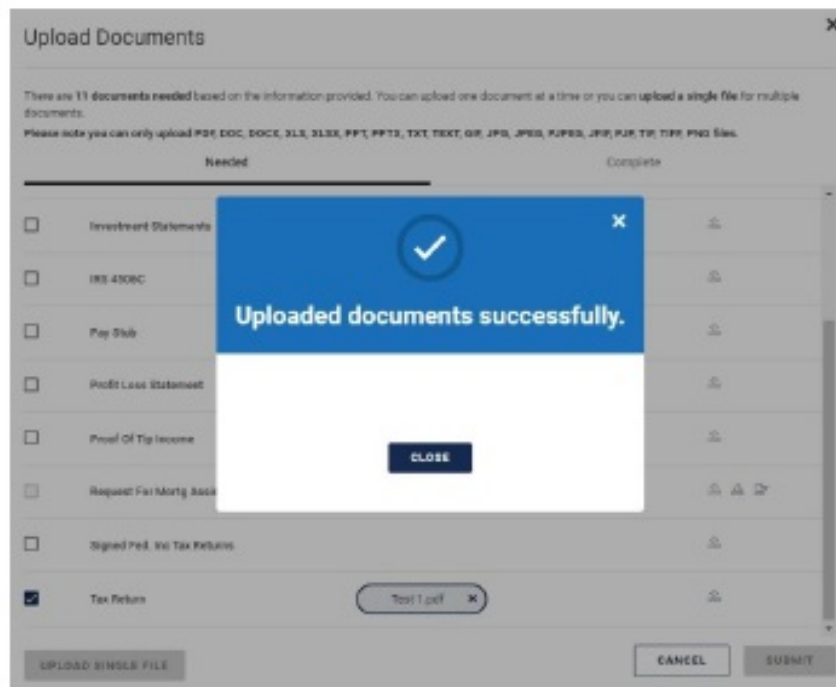 Upload Documents
There are 11 documents needed based on the information provided. You can upload one document at a time or you can upload a single file for multiple
documents.
Please note you can only upload PDF, DOC, DOCX, XLS, XLSX, PPT, PPTX, TXT, TEXT, GIF, JPG, JPEG, PJPEG, JFIF, PJP, TIF, TIFF, PNG files.
Needed
Complete
Investment Statements
IRS 4506C
Pay Stub
Profit Loss Statement
Proof Of Tip Income
Request For Mortg Assi
Signed Fed. Inc Tax Returns
Tax Return
Test 1.pdf
Uploaded documents successfully.
CLOSE
UPLOAD SINGLE FILE
CANCEL
SUBMIT